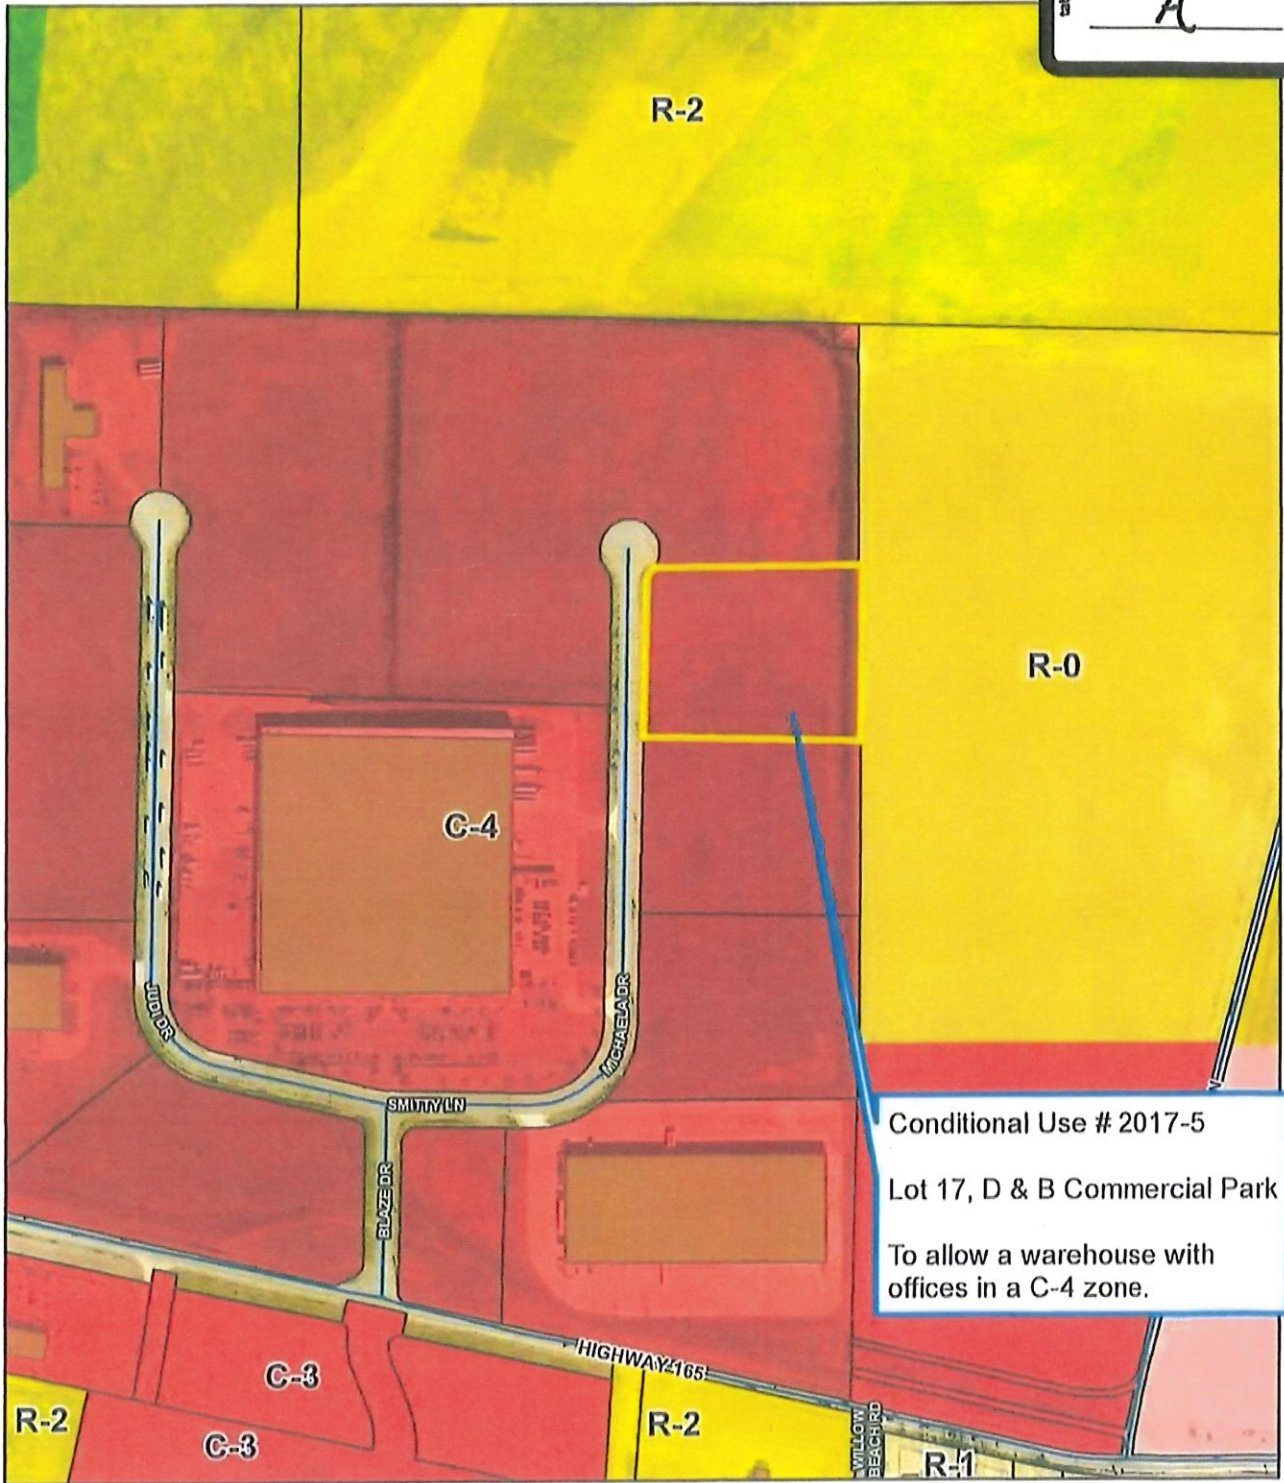 A
R-2
R-0
C-4
JUDI DR
MICHAELA DR
SMITTY LN
BLAZE DR
Conditional Use # 2017-5
Lot 17, D & B Commercial Park
To allow a warehouse with
offices in a C-4 zone.
HIGHWAY 165
C-3
R-2
C-3
R-2
WILLOW
BEACH RD
R-1